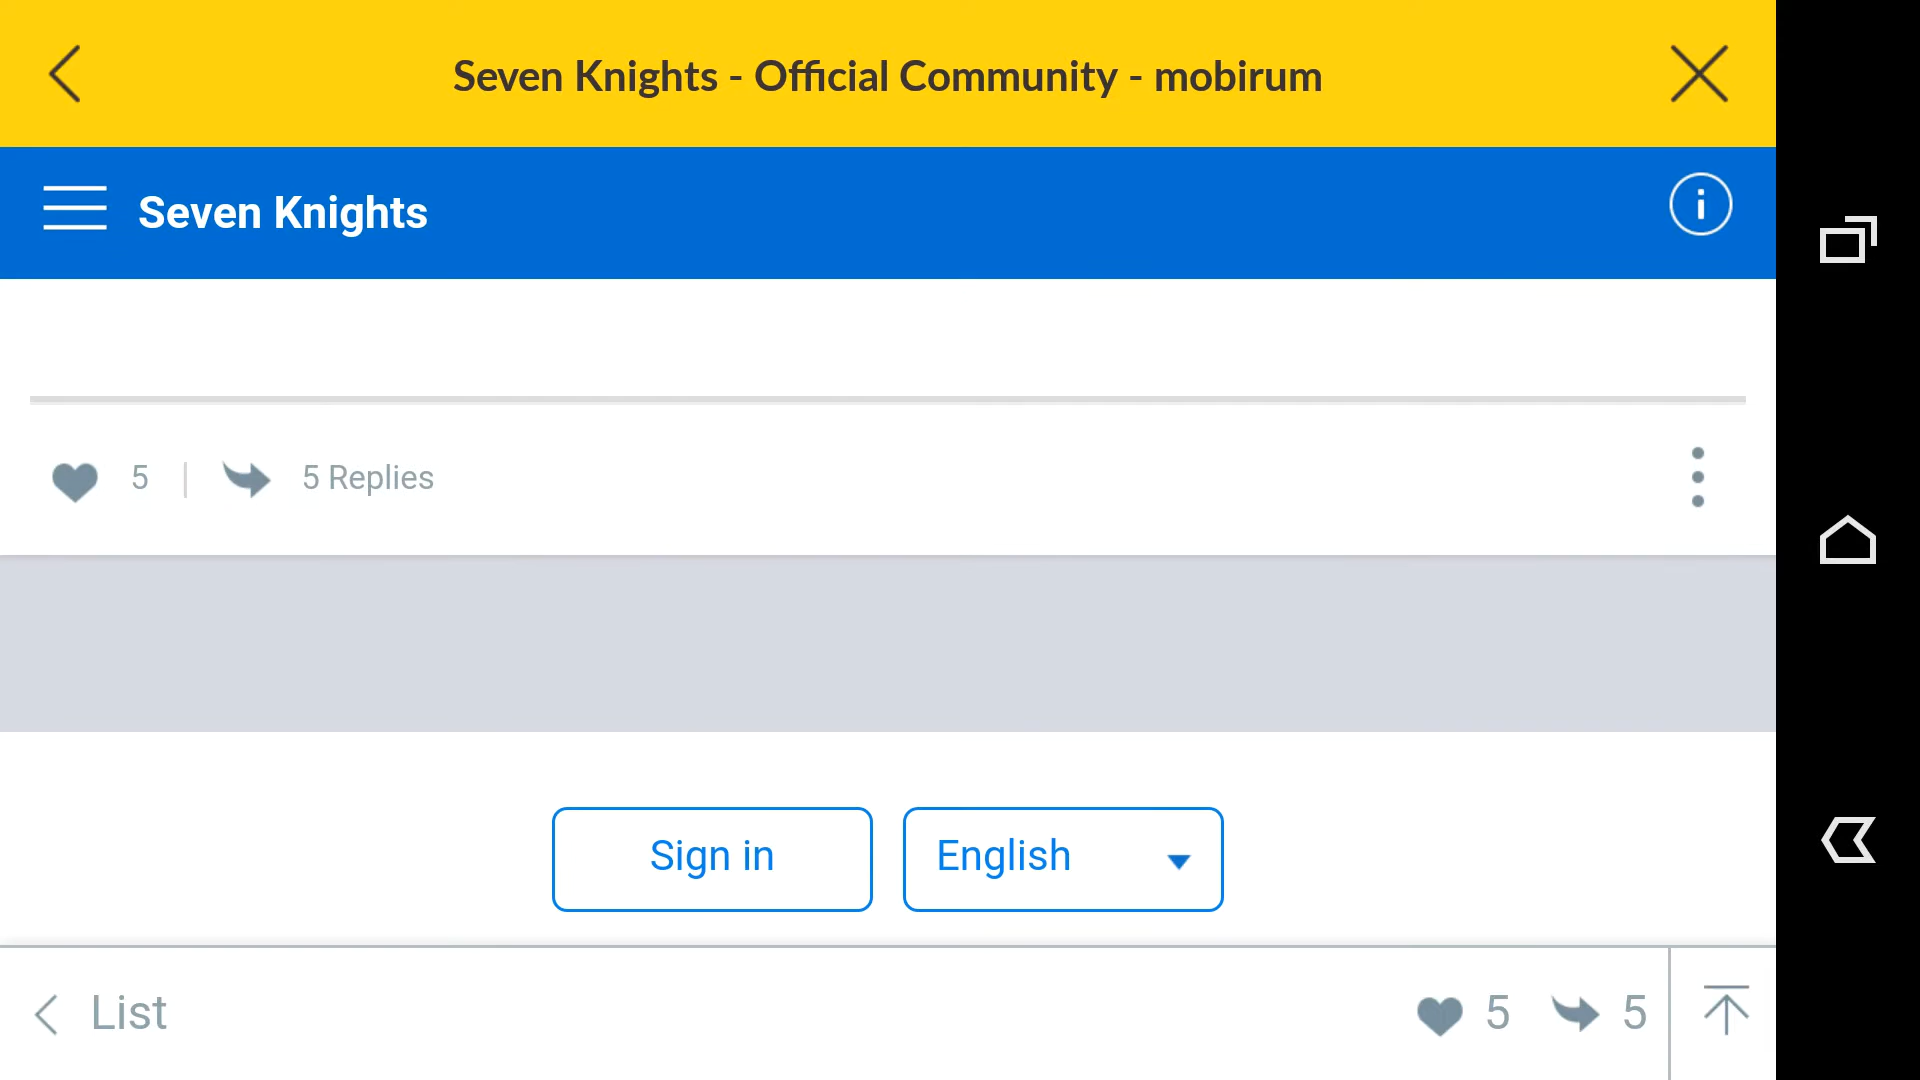 Seven Knights - Official Community - mobirum
Seven Knights
5 5 Replies
Sign in English
List 5 5